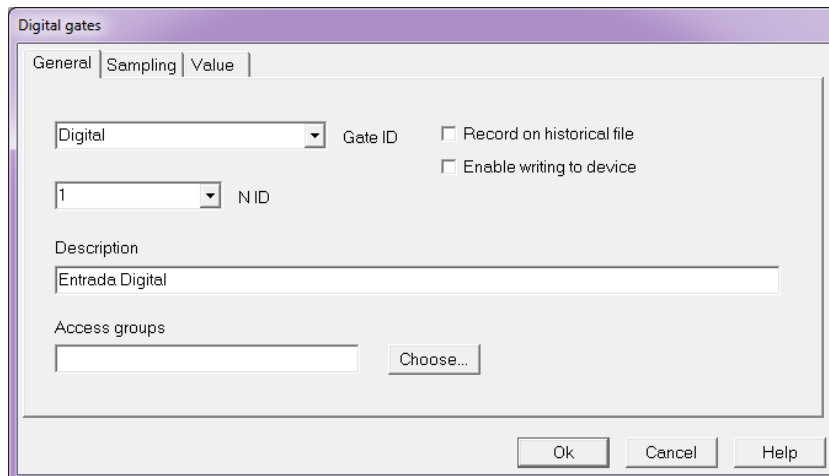 Digital gates
General Sampling Value
Digital Gate ID Record on historical file
Enable writing to device
1 N ID
Description
Entrada Digital
Access groups
Choose...
Ok Cancel Help